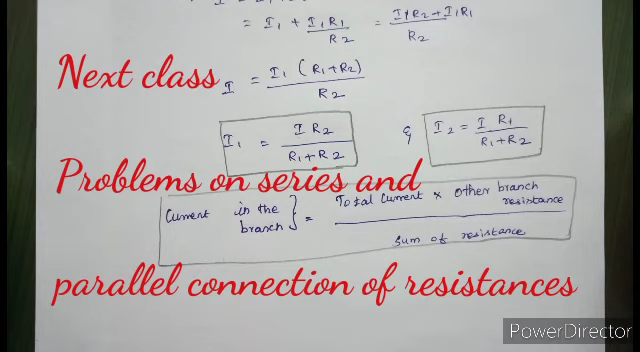 = I₁ + I₁R₁/R₂ = I₁R₂ + I₁R₁/R₂
Next class
I = I₁ (R₁+R₂)/R₂
I₁ = I R₂/R₁+R₂ & I₂ = I R₁/R₁+R₂
Problems on series and
Current in the branch } = Total current × other branch resistance/sum of resistance
parallel connection of resistances
PowerDirector